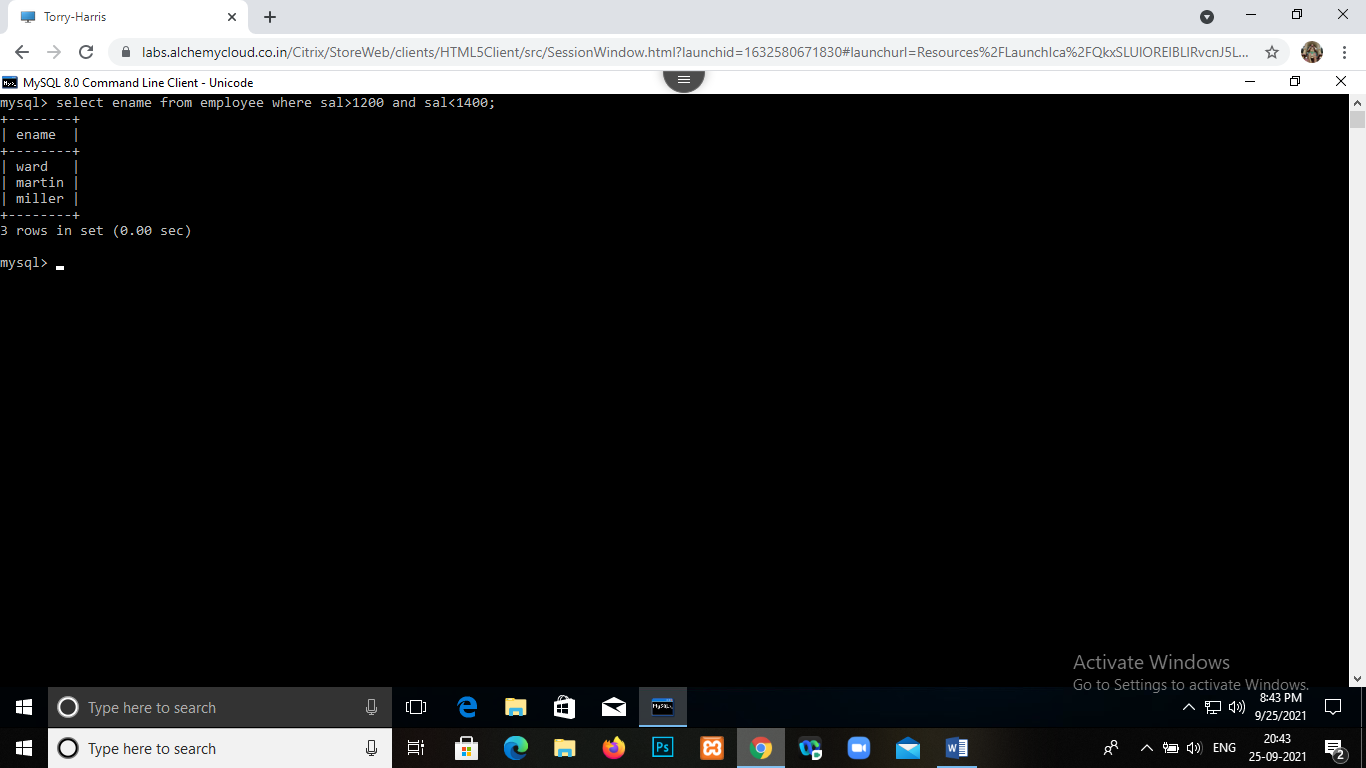 Torry-Harris
labs.alchemycloud.co.in/Citrix/StoreWeb/clients/HTML5Client/src/SessionWindow.html?launchid=1632580671830#launchurl=Resources%2FLaunchIca%2FQkxSLUlOREIBLlRvcnJ5L...
MySQL 8.0 Command Line Client - Unicode
mysql> select ename from employee where sal>1200 and sal<1400;
+--------+
| ename  |
+--------+
| ward   |
| martin |
| miller |
+--------+
3 rows in set (0.00 sec)
mysql>
Activate Windows
Go to Settings to activate Windows.
Type here to search
MySQL
8:43 PM
9/25/2021
Type here to search
Ps
ENG
20:43
25-09-2021
2